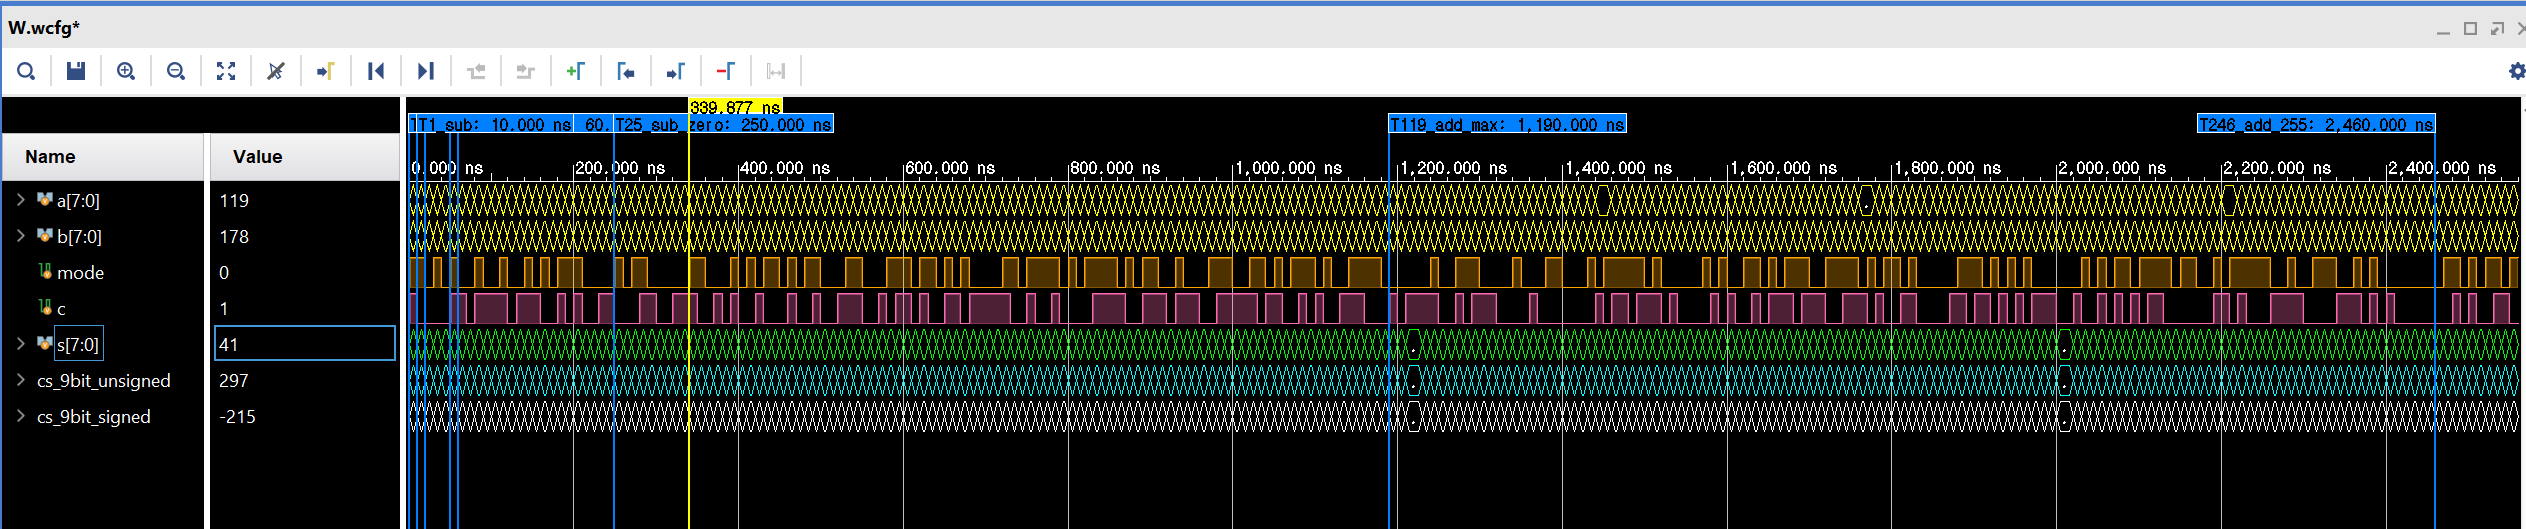 W.wcfg*
339.877 ns
T1_sub: 10.000 ns 60. T25_sub_zero: 250.000 ns T119_add_max: 1,190.000 ns T246_add_255: 2,460.000 ns
Name Value
0.000 ns 200.000 ns 400.000 ns 600.000 ns 800.000 ns 1,000.000 ns 1,200.000 ns 1,400.000 ns 1,600.000 ns 1,800.000 ns 2,000.000 ns 2,200.000 ns 2,400.000 ns
a[7:0] 119
b[7:0] 178
mode 0
c 1
s[7:0] 41
cs_9bit_unsigned 297
cs_9bit_signed -215